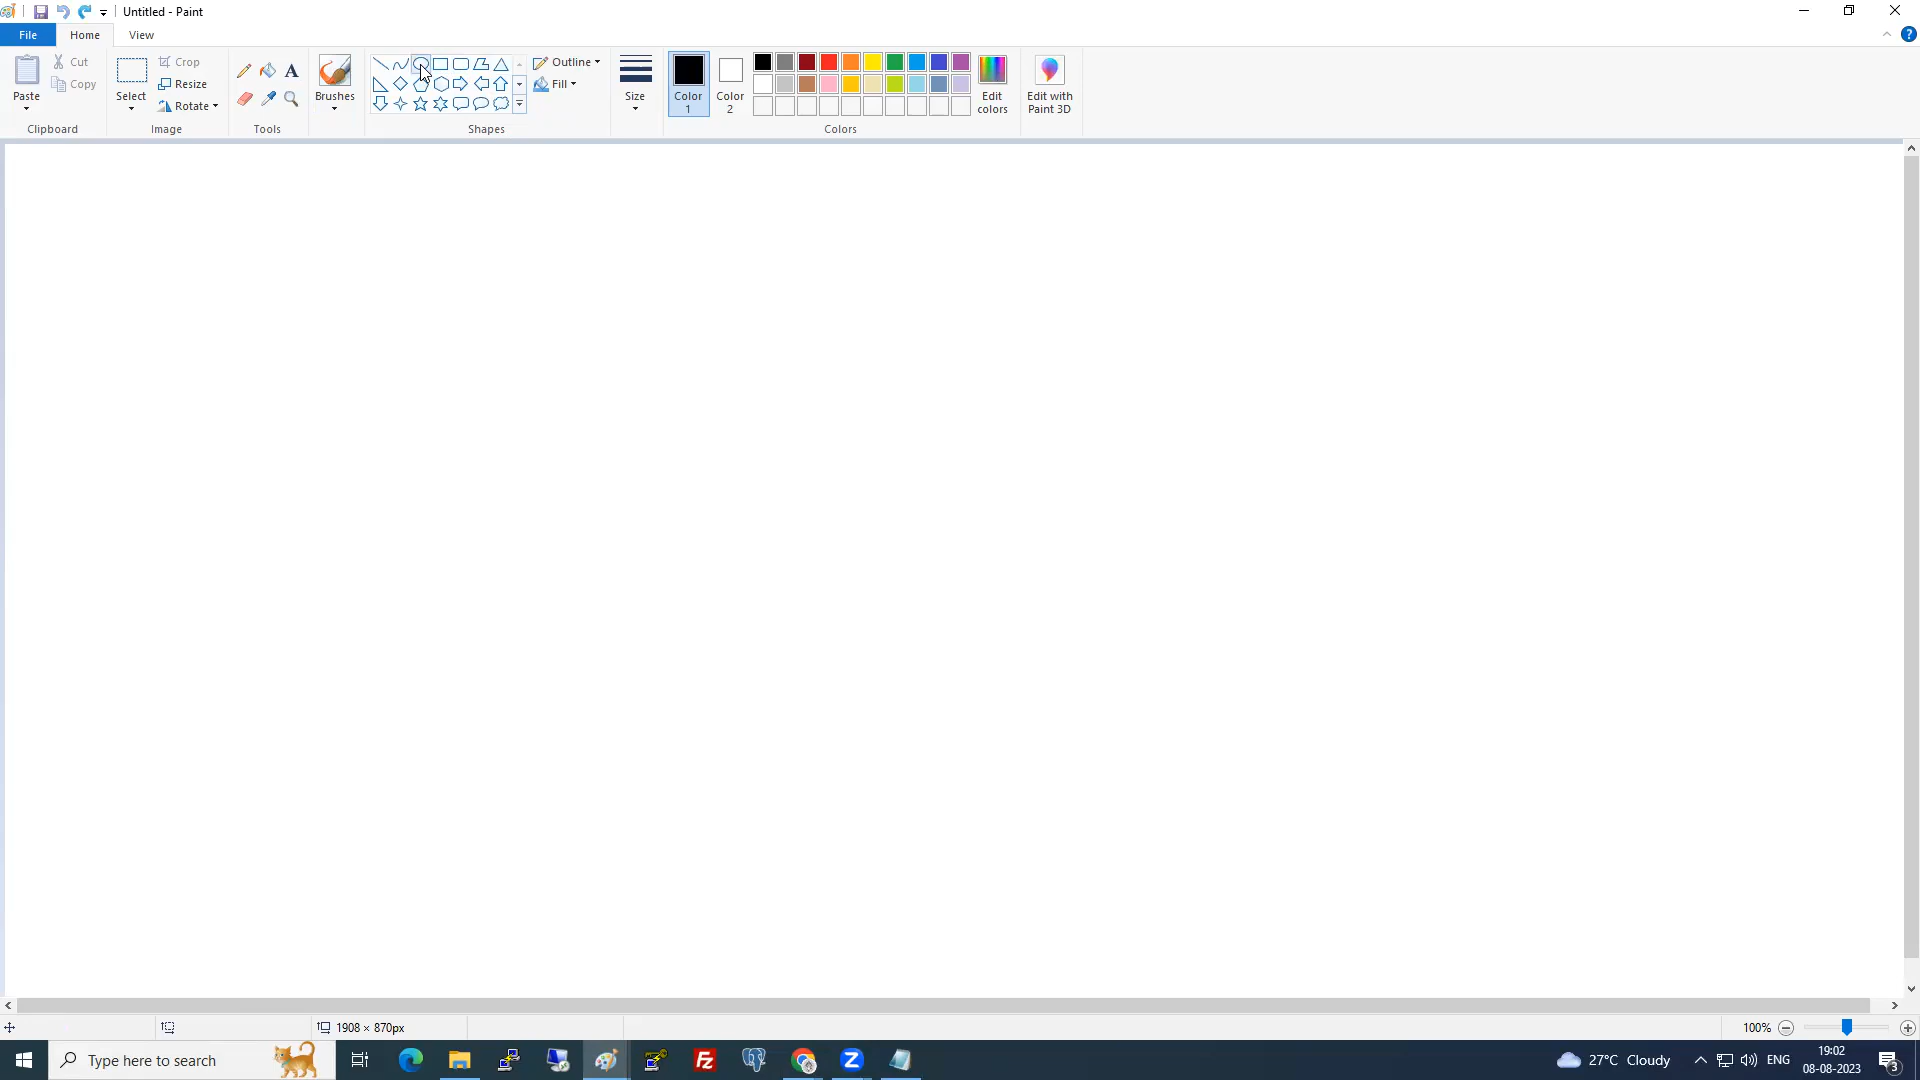 Untitled - Paint
File Home View
Paste
Cut
Copy
Clipboard
Select
Crop
Resize
Rotate
Image
A
Tools
Brushes
Shapes
Outline
Fill
Size
Color 1
Color 2
Colors
Edit colors
Edit with Paint 3D
1908 × 870px
100%
Type here to search
Fz
27°C Cloudy
ENG
19:02
08-08-2023
3